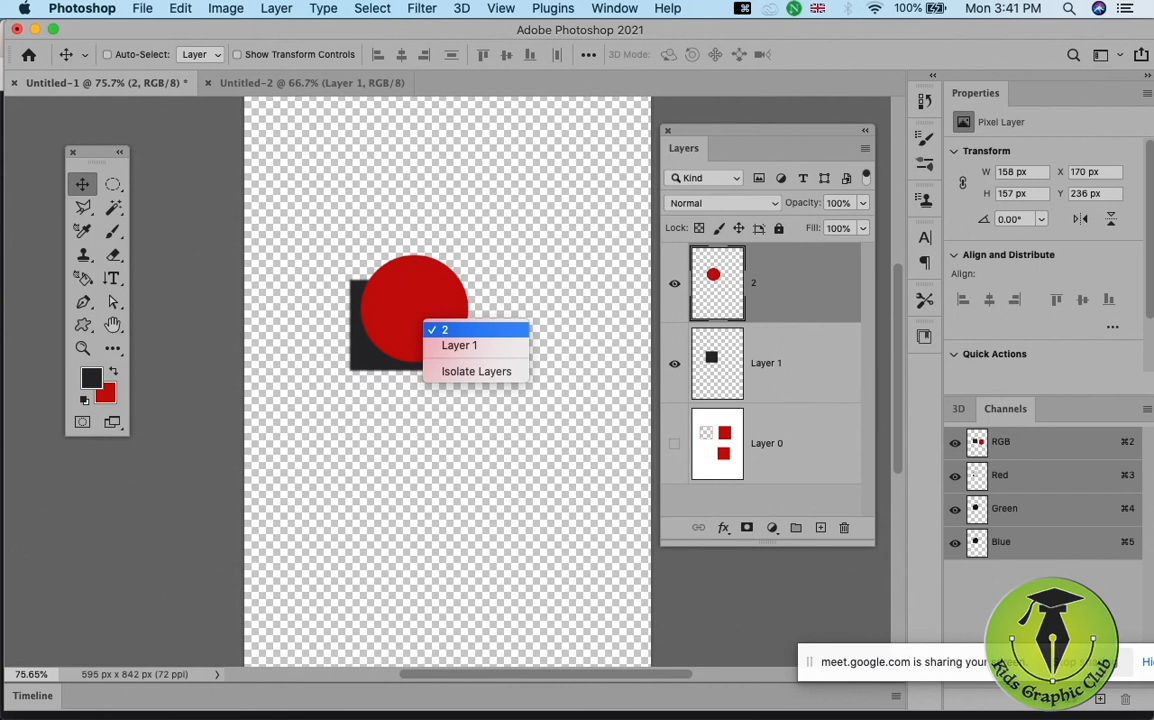 Photoshop File Edit Image Layer Type Select Filter 3D View Plugins Window Help 100% Mon 3:41 PM
Adobe Photoshop 2021
Auto-Select: Layer Show Transform Controls 3D Mode:
Untitled-1 @ 75.7% (2, RGB/8) * Untitled-2 @ 66.7% (Layer 1, RGB/8)
Properties
Pixel Layer
Transform
W 158 px X 170 px
H 157 px Y 236 px
0.00°
Align and Distribute
Align:
Quick Actions
3D Channels
RGB ⌘2
Red ⌘3
Green ⌘4
Blue ⌘5
Layers
Kind
Normal Opacity: 100%
Lock: Fill: 100%
2
Layer 1
Layer 0
2
Layer 1
Isolate Layers
meet.google.com is sharing your screen.
Kids Graphic Club
75.65% 595 px x 842 px (72 ppi)
Timeline